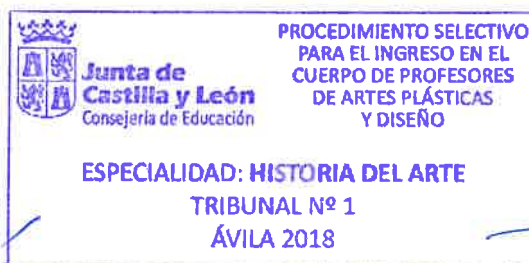 Junta de
Castilla y León
Consejería de Educación
PROCEDIMIENTO SELECTIVO
PARA EL INGRESO EN EL
CUERPO DE PROFESORES
DE ARTES PLÁSTICAS
Y DISEÑO
ESPECIALIDAD: HISTORIA DEL ARTE
TRIBUNAL Nº 1
ÁVILA 2018